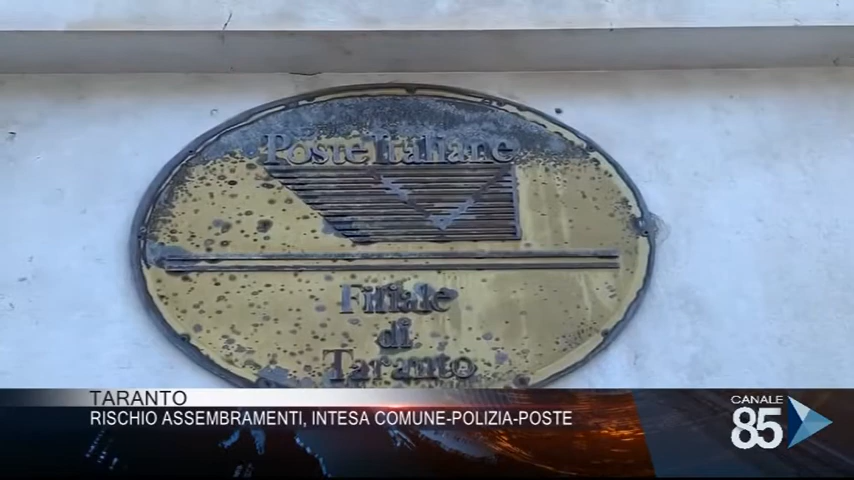 Poste Italiane
Filiale
di
Taranto
TARANTO
RISCHIO ASSEMBRAMENTI, INTESA COMUNE-POLIZIA-POSTE
CANALE
85